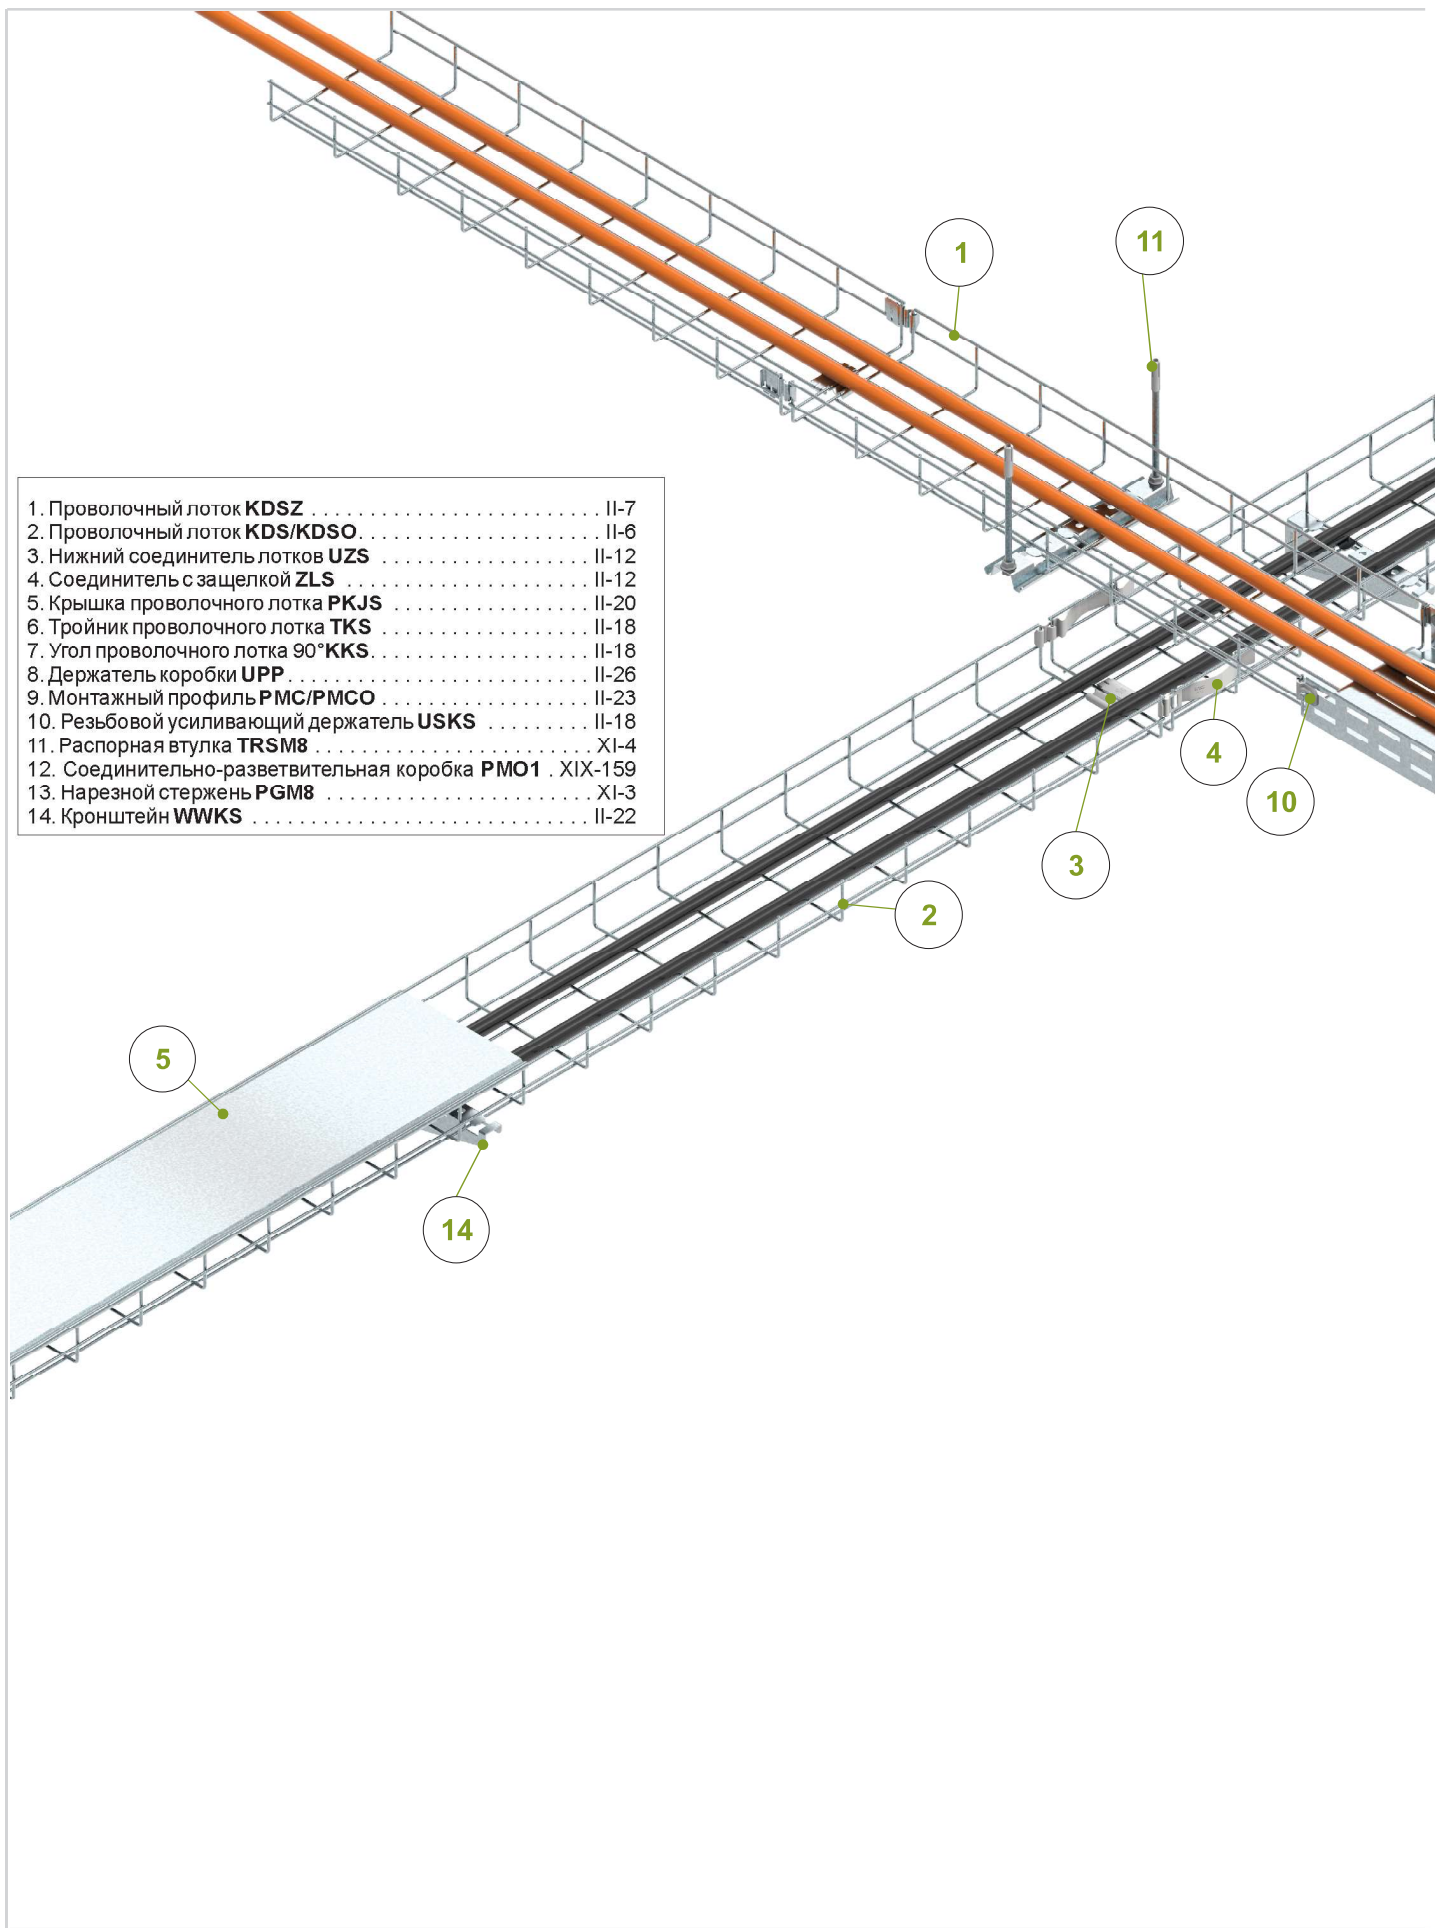 1
11
1. Проволочный лоток KDSZ . . . . . . . . . . . . . . . . . . . . . . . . . . II-7
2. Проволочный лоток KDS/KDSO. . . . . . . . . . . . . . . . . . . . . . II-6
3. Нижний соединитель лотков UZS . . . . . . . . . . . . . . . . . . . II-12
4. Соединитель с защелкой ZLS . . . . . . . . . . . . . . . . . . . . . . II-12
5. Крышка проволочного лотка PKJS . . . . . . . . . . . . . . . . . . II-20
6. Тройник проволочного лотка TKS . . . . . . . . . . . . . . . . . . . II-18
7. Угол проволочного лотка 90°KKS. . . . . . . . . . . . . . . . . . . . II-18
8. Держатель коробки UPP . . . . . . . . . . . . . . . . . . . . . . . . . . . II-26
9. Монтажный профиль PMC/PMCO . . . . . . . . . . . . . . . . . . . II-23
10. Резьбовой усиливающий держатель USKS . . . . . . . . . II-18
11. Распорная втулка TRSM8 . . . . . . . . . . . . . . . . . . . . . . . . . XI-4
12. Соединительно-разветвительная коробка PMO1 . XIX-159
13. Нарезной стержень PGM8 . . . . . . . . . . . . . . . . . . . . . . . . XI-3
14. Кронштейн WWKS . . . . . . . . . . . . . . . . . . . . . . . . . . . . . . II-22
4
10
3
2
5
14